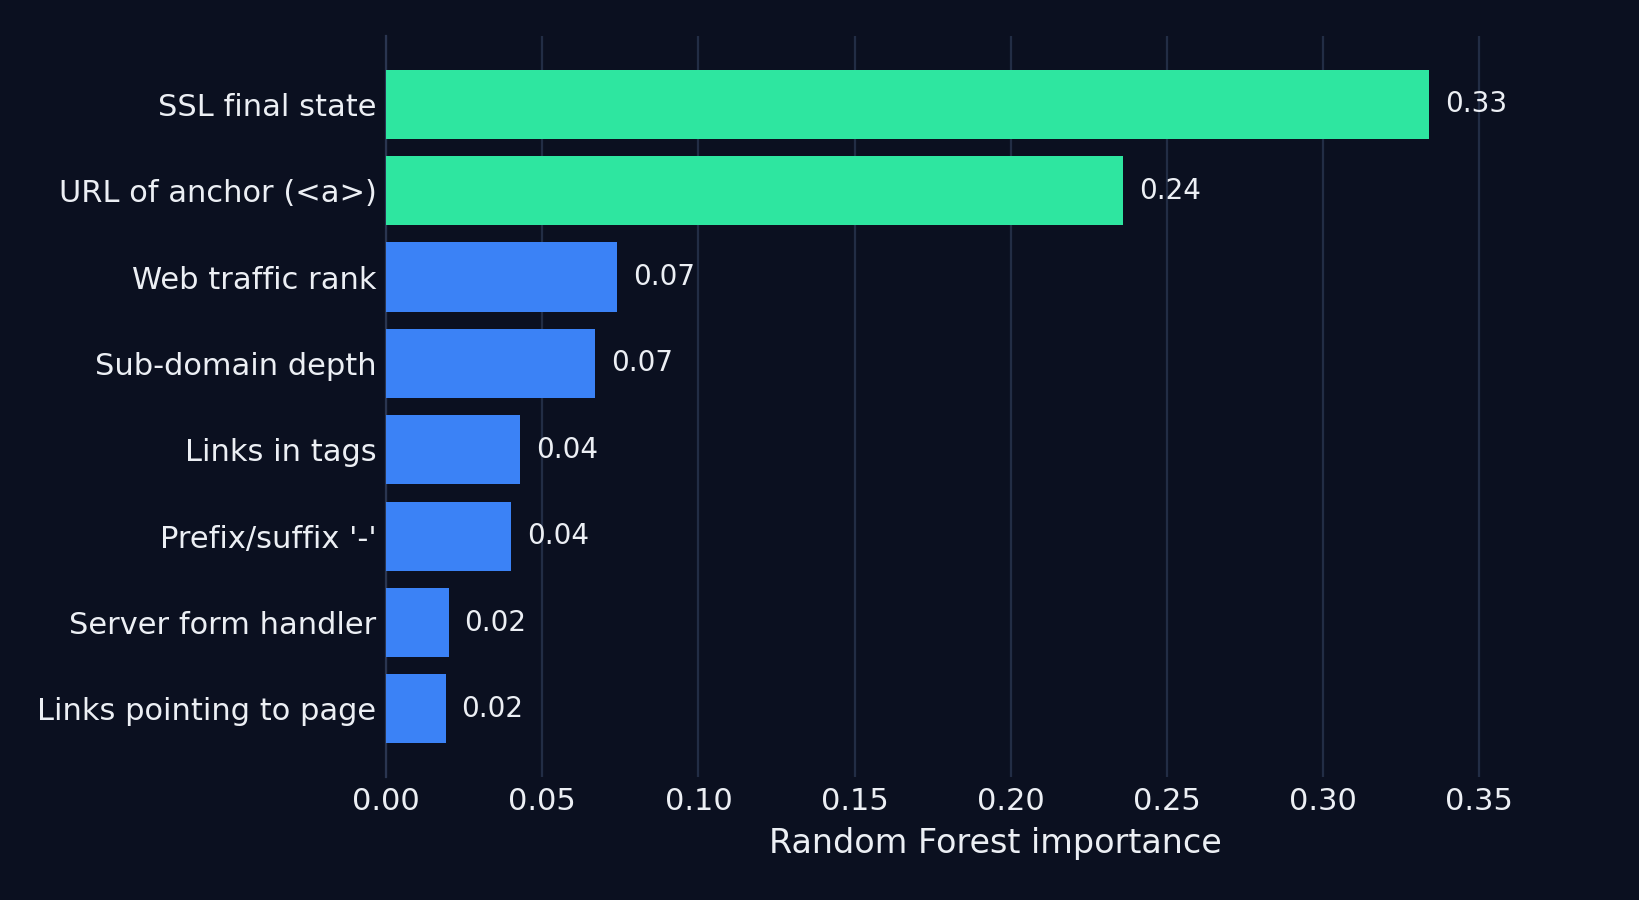 SSL final state 0.33
URL of anchor (<a>) 0.24
Web traffic rank 0.07
Sub-domain depth 0.07
Links in tags 0.04
Prefix/suffix '-' 0.04
Server form handler 0.02
Links pointing to page 0.02
0.00 0.05 0.10 0.15 0.20 0.25 0.30 0.35
Random Forest importance